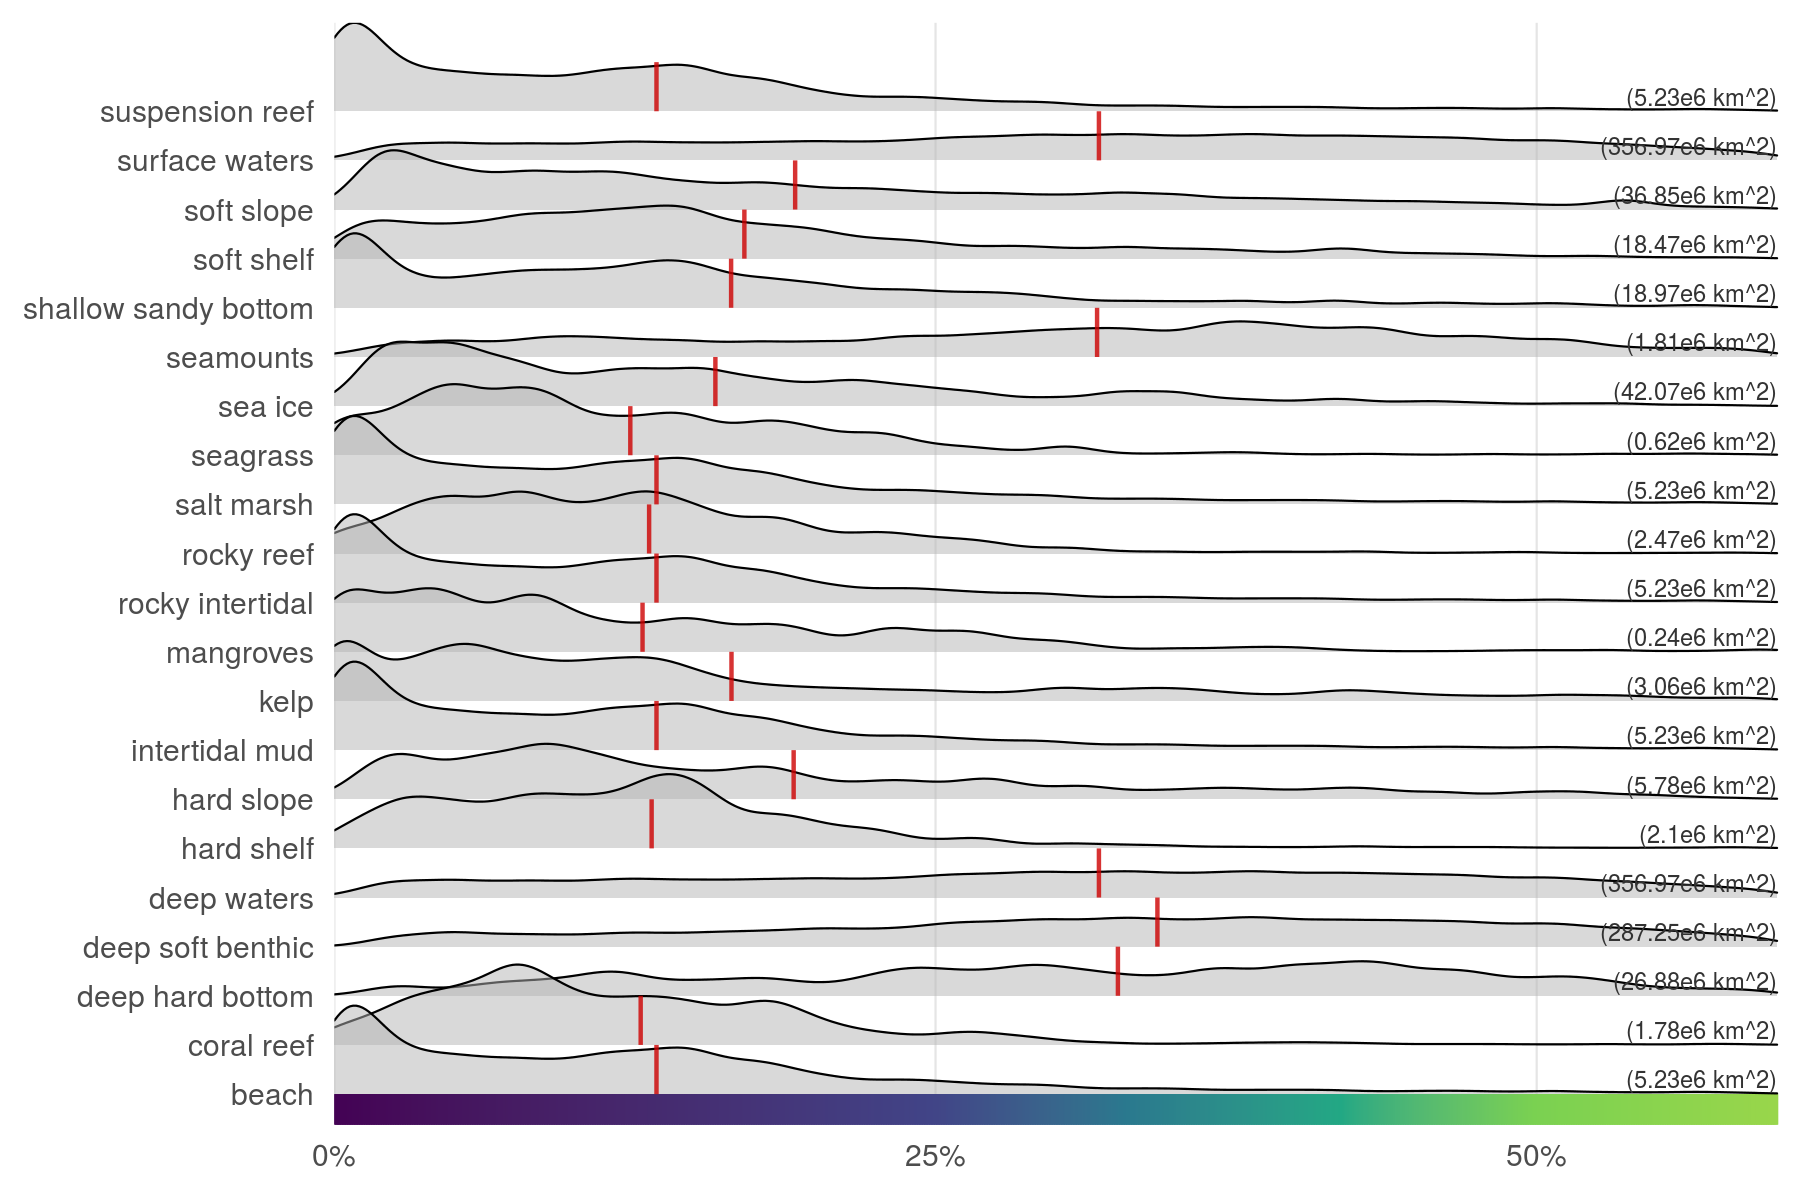 suspension reef (5.23e6 km^2)
surface waters (356.97e6 km^2)
soft slope (36.85e6 km^2)
soft shelf (18.47e6 km^2)
shallow sandy bottom (18.97e6 km^2)
seamounts (1.81e6 km^2)
sea ice (42.07e6 km^2)
seagrass (0.62e6 km^2)
salt marsh (5.23e6 km^2)
rocky reef (2.47e6 km^2)
rocky intertidal (5.23e6 km^2)
mangroves (0.24e6 km^2)
kelp (3.06e6 km^2)
intertidal mud (5.23e6 km^2)
hard slope (5.78e6 km^2)
hard shelf (2.1e6 km^2)
deep waters (356.97e6 km^2)
deep soft benthic (287.25e6 km^2)
deep hard bottom (26.88e6 km^2)
coral reef (1.78e6 km^2)
beach (5.23e6 km^2)
0% 25% 50%